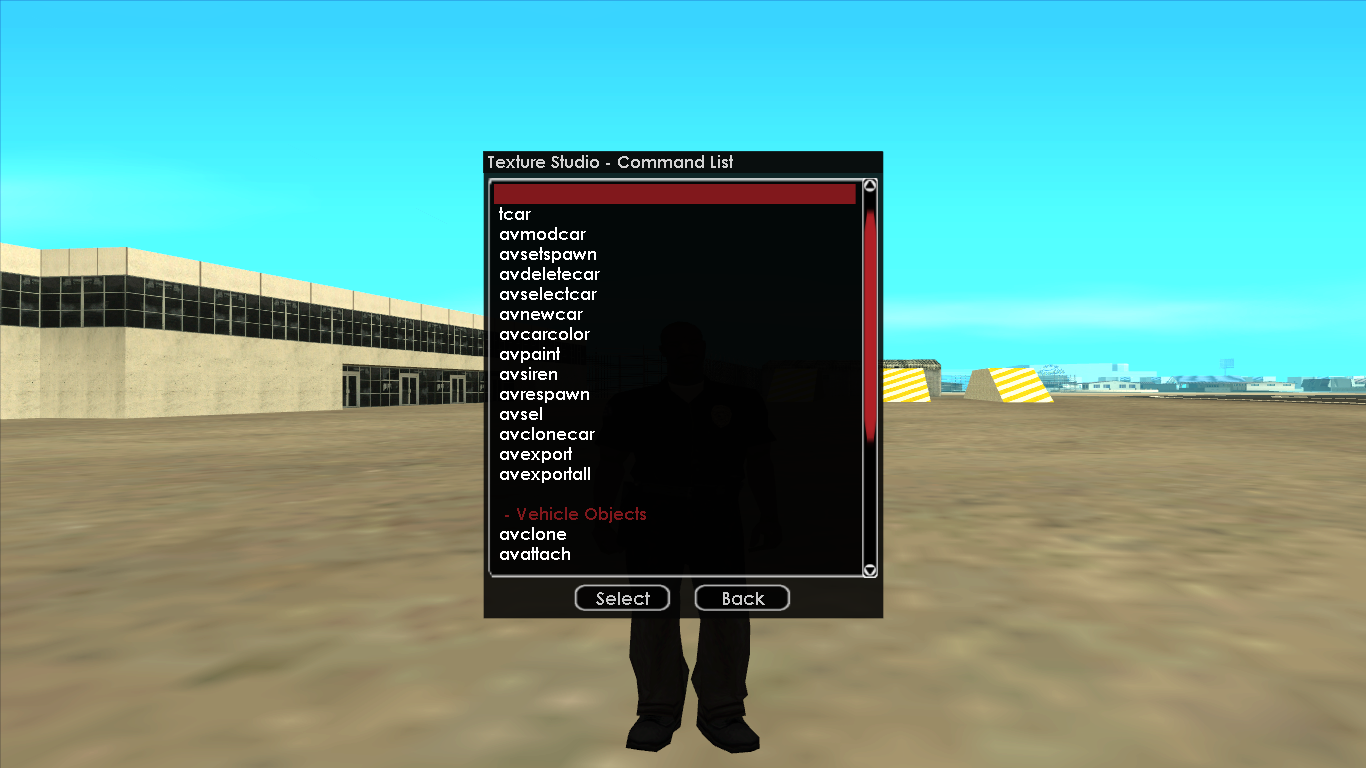 Texture Studio - Command List
tcar
avmodcar
avsetspawn
avdeletecar
avselectcar
avnewcar
avcarcolor
avpaint
avsiren
avrespawn
avsel
avclonecar
avexport
avexportall
- Vehicle Objects
avclone
avattach
Select
Back